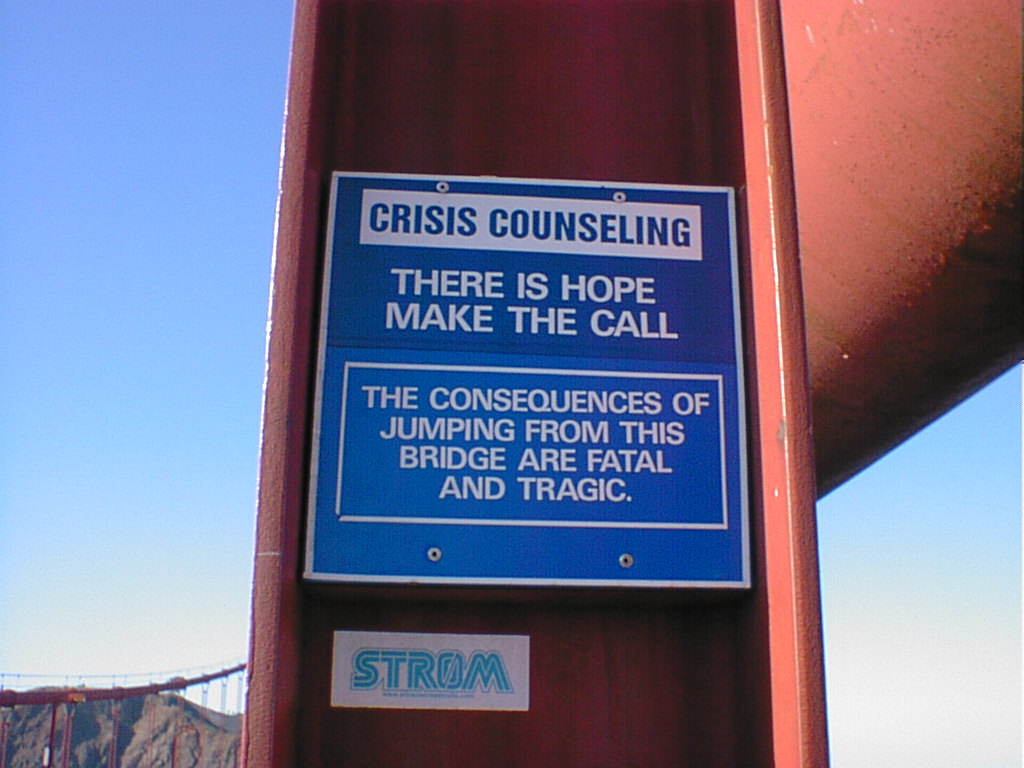 CRISIS COUNSELING
THERE IS HOPE
MAKE THE CALL
THE CONSEQUENCES OF
JUMPING FROM THIS
BRIDGE ARE FATAL
AND TRAGIC.
STRØM